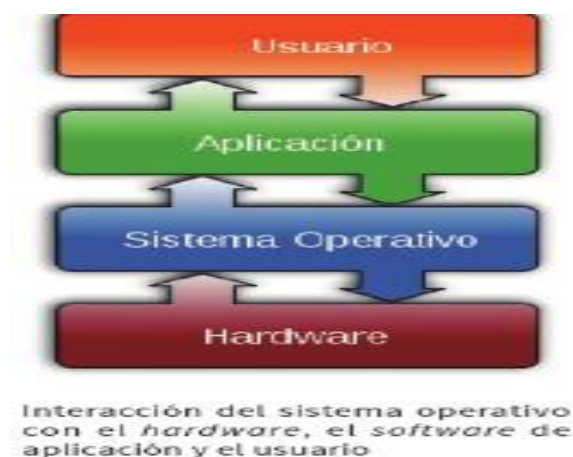 Usuario
Aplicación
Sistema Operativo
Hardware
Interacción del sistema operativo
con el hardware, el software de
aplicación y el usuario